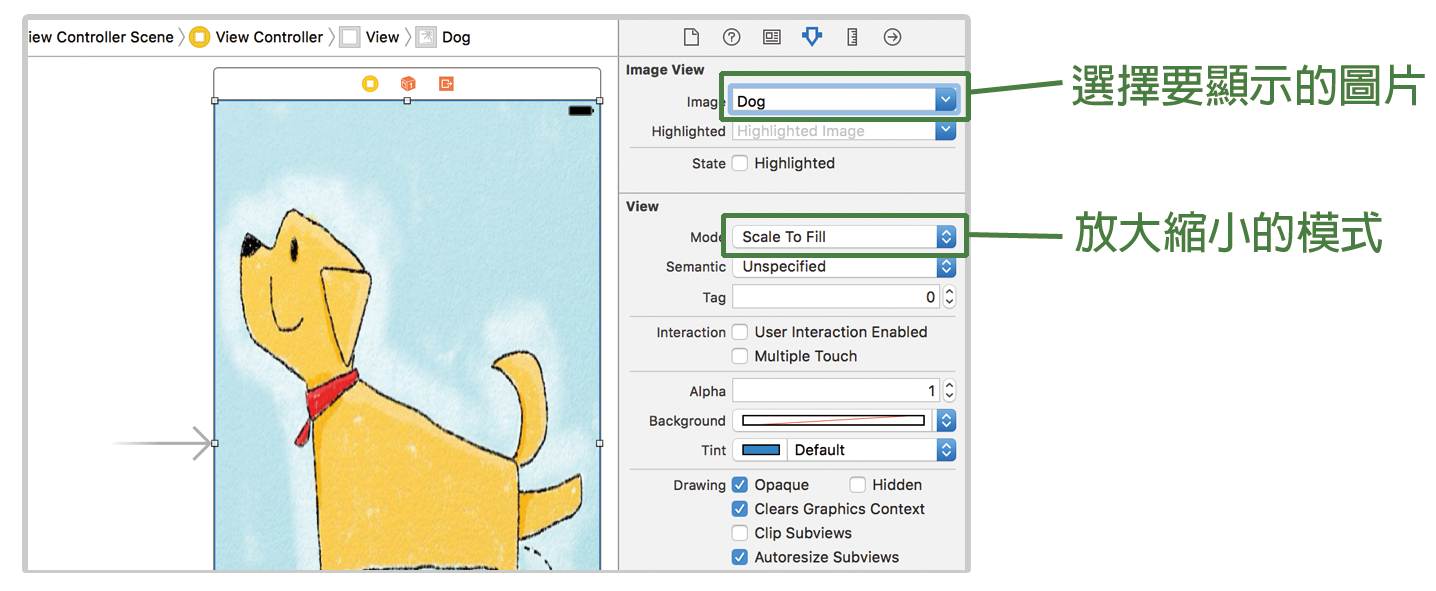 iew Controller Scene 〉 View Controller 〉 View 〉 Dog
Image View
Image Dog
Highlighted Highlighted Image
State Highlighted
View
Mode Scale To Fill
Semantic Unspecified
Tag 0
Interaction User Interaction Enabled
Multiple Touch
Alpha 1
Background
Tint Default
Drawing Opaque Hidden
Clears Graphics Context
Clip Subviews
Autoresize Subviews
選擇要顯示的圖片
放大縮小的模式